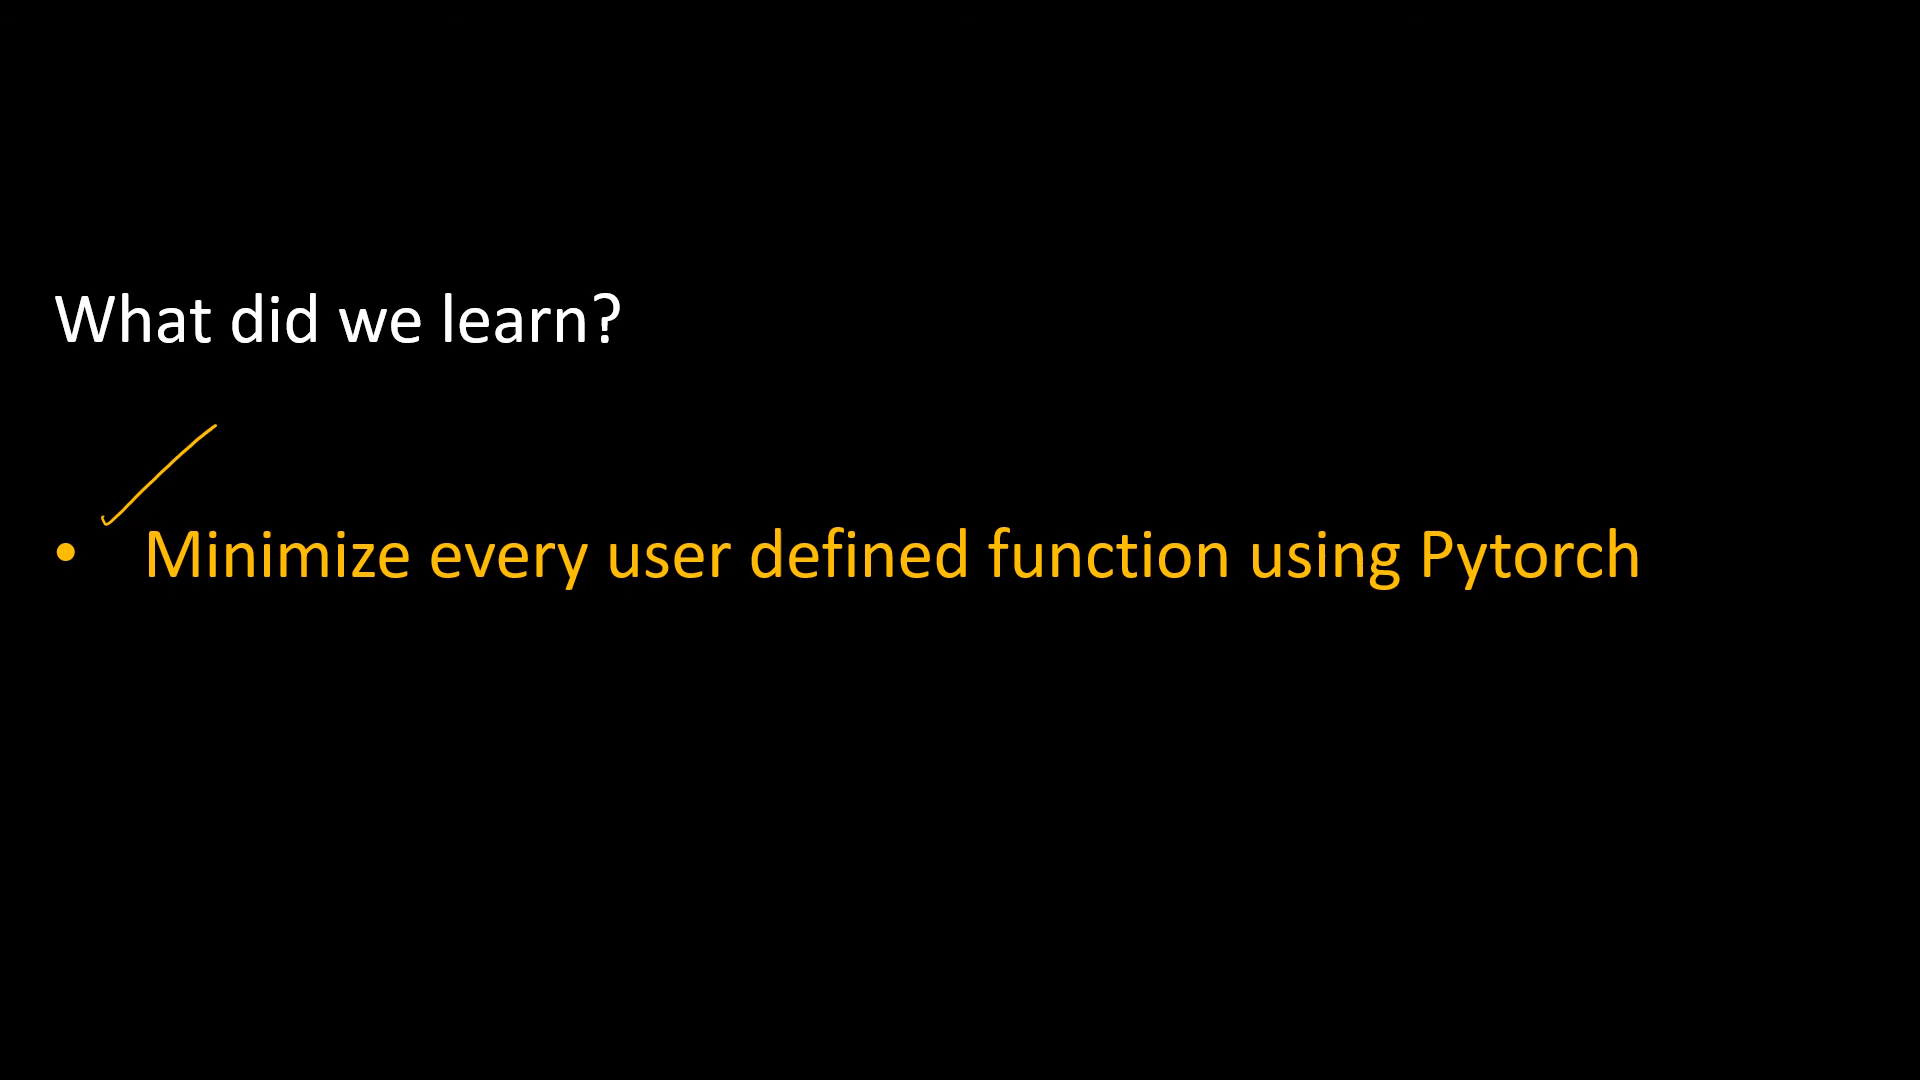 What did we learn?
• Minimize every user defined function using Pytorch